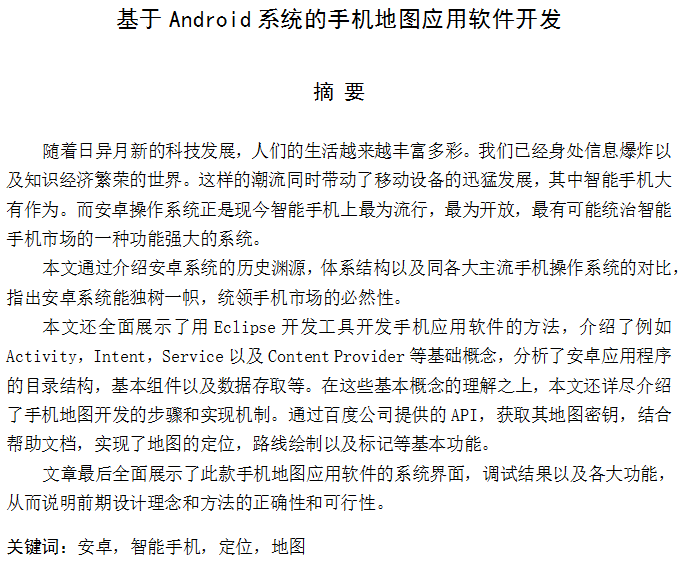 基于 Android 系统的手机地图应用软件开发
摘 要
随着日异月新的科技发展，人们的生活越来越丰富多彩。我们已经身处信息爆炸以
及知识经济繁荣的世界。这样的潮流同时带动了移动设备的迅猛发展，其中智能手机大
有作为。而安卓操作系统正是现今智能手机上最为流行，最为开放，最有可能统治智能
手机市场的一种功能强大的系统。
本文通过介绍安卓系统的历史渊源，体系结构以及同各大主流手机操作系统的对比，
指出安卓系统能独树一帜，统领手机市场的必然性。
本文还全面展示了用 Eclipse 开发工具开发手机应用软件的方法，介绍了例如
Activity，Intent，Service 以及 Content Provider 等基础概念，分析了安卓应用程序
的目录结构，基本组件以及数据存取等。在这些基本概念的理解之上，本文还详尽介绍
了手机地图开发的步骤和实现机制。通过百度公司提供的 API，获取其地图密钥，结合
帮助文档，实现了地图的定位，路线绘制以及标记等基本功能。
文章最后全面展示了此款手机地图应用软件的系统界面，调试结果以及各大功能，
从而说明前期设计理念和方法的正确性和可行性。
关键词：安卓，智能手机，定位，地图